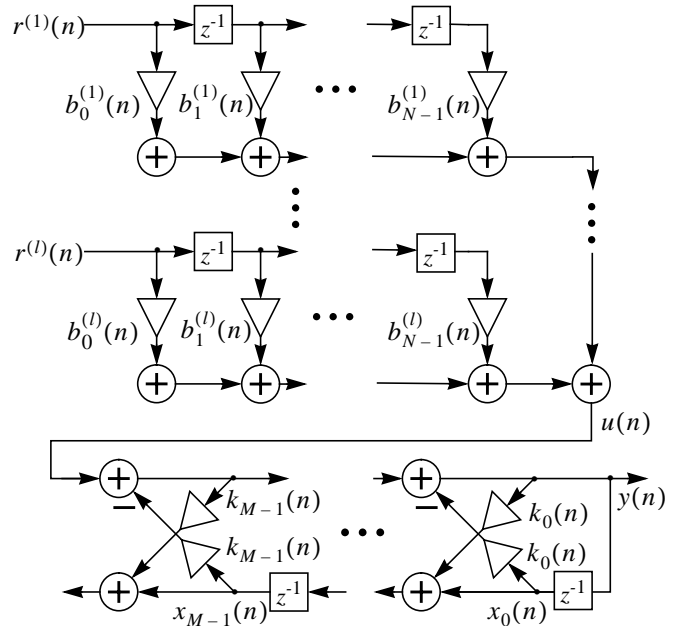 r^{(1)}(n) z^{-1} z^{-1}
b_0^{(1)}(n) b_1^{(1)}(n) • • • b_{N-1}^{(1)}(n)
+ + +
r^{(l)}(n) z^{-1} z^{-1}
b_0^{(l)}(n) b_1^{(l)}(n) • • • b_{N-1}^{(l)}(n)
+ + + +
u(n)
+ +
− k_{M-1}(n) − k_0(n) y(n)
k_{M-1}(n) • • • k_0(n)
+ z^{-1} + z^{-1}
x_{M-1}(n) x_0(n)